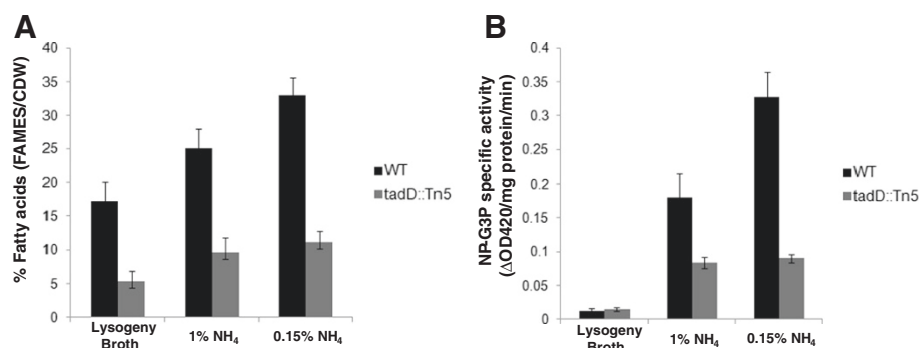 A
% Fatty acids (FAMES/CDW)
40
35
30
25
20
15
10
5
0
Lysogeny
Broth
1% NH₄
0.15% NH₄
WT
tadD::Tn5
B
NP-G3P specific activity
(ΔOD420/mg protein/min)
0.4
0.35
0.3
0.25
0.2
0.15
0.1
0.05
0
Lysogeny
Broth
1% NH₄
0.15% NH₄
WT
tadD::Tn5